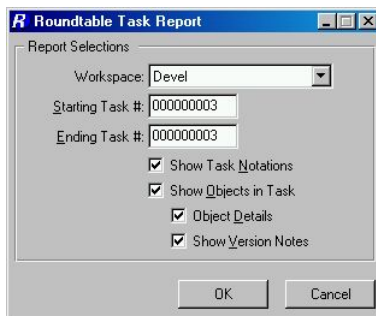 R Roundtable Task Report
Report Selections
Workspace: Devel
Starting Task #: 000000003
Ending Task #: 000000003
Show Task Notations
Show Objects in Task
Object Details
Show Version Notes
OK Cancel